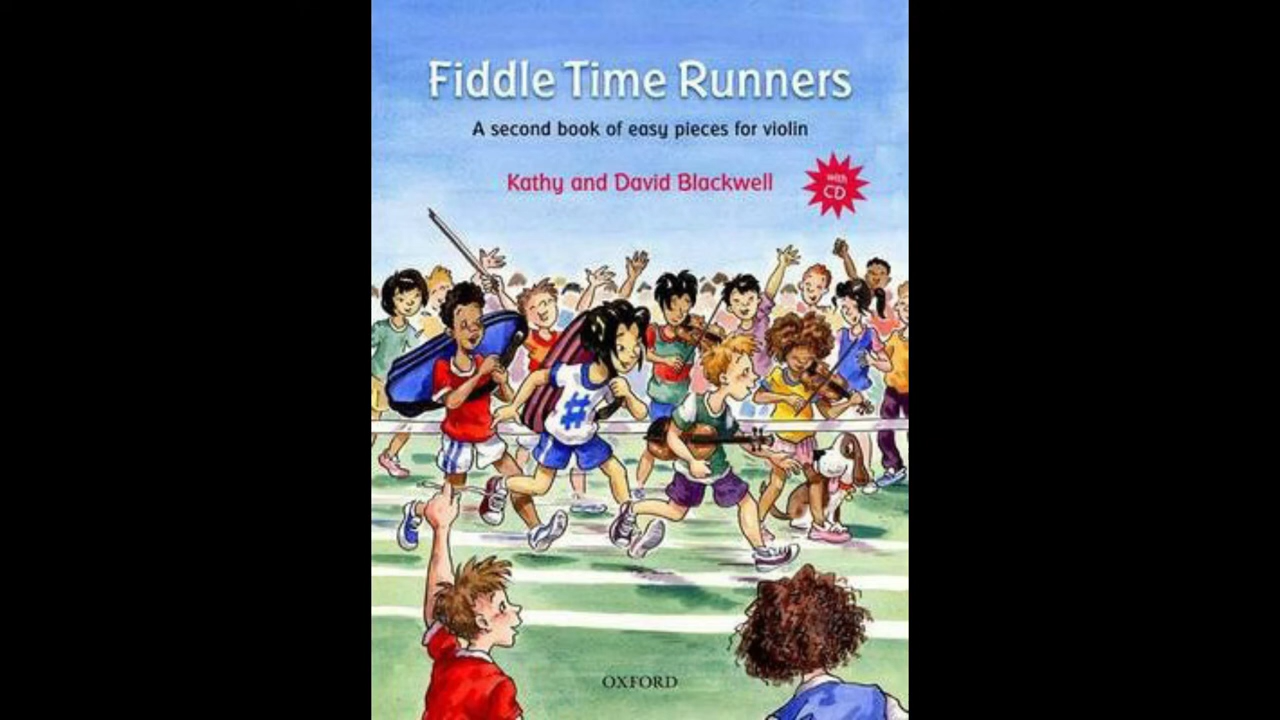 Fiddle Time Runners
A second book of easy pieces for violin
Kathy and David Blackwell
with
CD
#
OXFORD